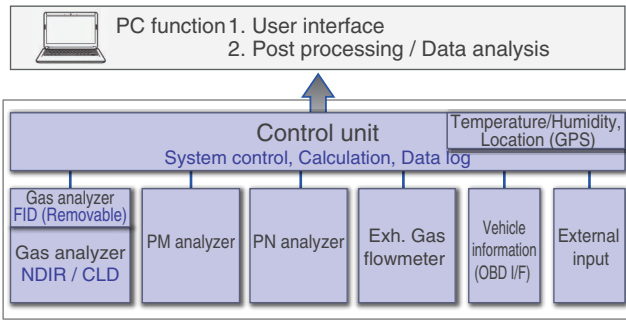 PC function 1. User interface
2. Post processing / Data analysis
Control unit
System control, Calculation, Data log
Temperature/Humidity,
Location (GPS)
Gas analyzer
FID (Removable)
Gas analyzer
NDIR / CLD
PM analyzer
PN analyzer
Exh. Gas
flowmeter
Vehicle
information
(OBD I/F)
External
input